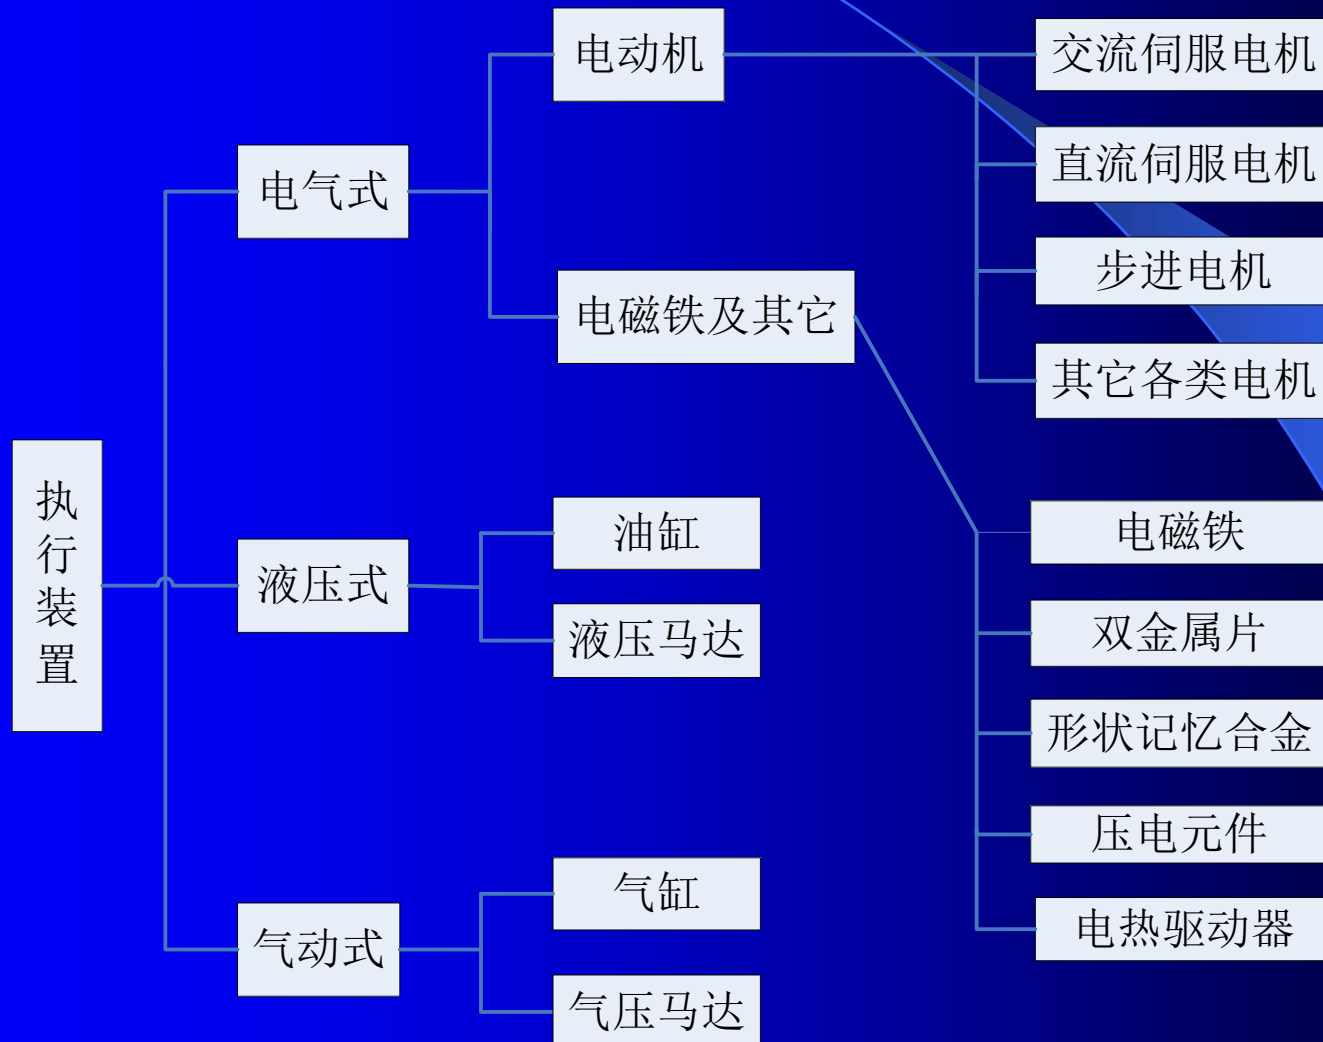 执行装置
电气式
电动机
交流伺服电机
直流伺服电机
步进电机
其它各类电机
电磁铁及其它
电磁铁
双金属片
形状记忆合金
压电元件
电热驱动器
液压式
油缸
液压马达
气动式
气缸
气压马达